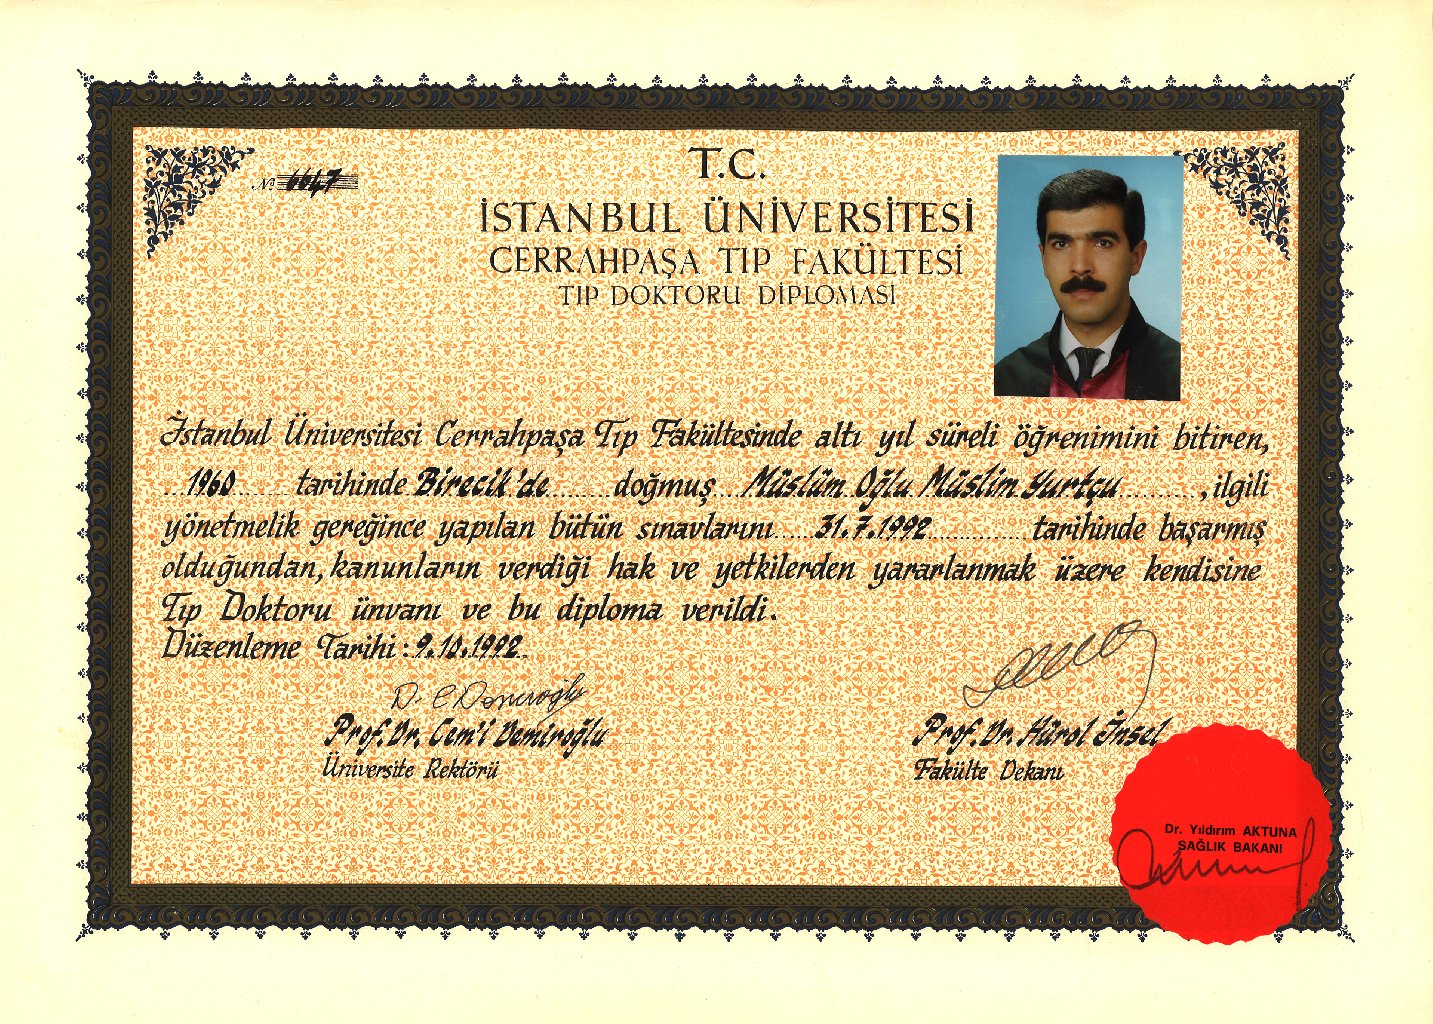 T.C.
№ 6647
İSTANBUL ÜNİVERSİTESİ
CERRAHPAŞA TIP FAKÜLTESİ
TIP DOKTORU DİPLOMASI
İstanbul Üniversitesi Cerrahpaşa Tıp Fakültesinde altı yıl süreli öğrenimini bitiren,
...1960....... tarihinde Birecik'de....... doğmuş...Müslüm Oğlu Müslim Yurtçu.........., ilgili
yönetmelik gereğince yapılan bütün sınavlarını.....31.7.1992............ tarihinde başarmış
olduğundan, kanunların verdiği hak ve yetkilerden yararlanmak üzere kendisine
Tıp Doktoru ünvanı ve bu diploma verildi.
Düzenleme Tarihi: 9.10.1992.
Prof. Dr. Cem'i Demiroğlu
Üniversite Rektörü
Prof. Dr. Hürol İnsel
Fakülte Dekanı
Dr. Yıldırım AKTUNA
SAĞLIK BAKANI